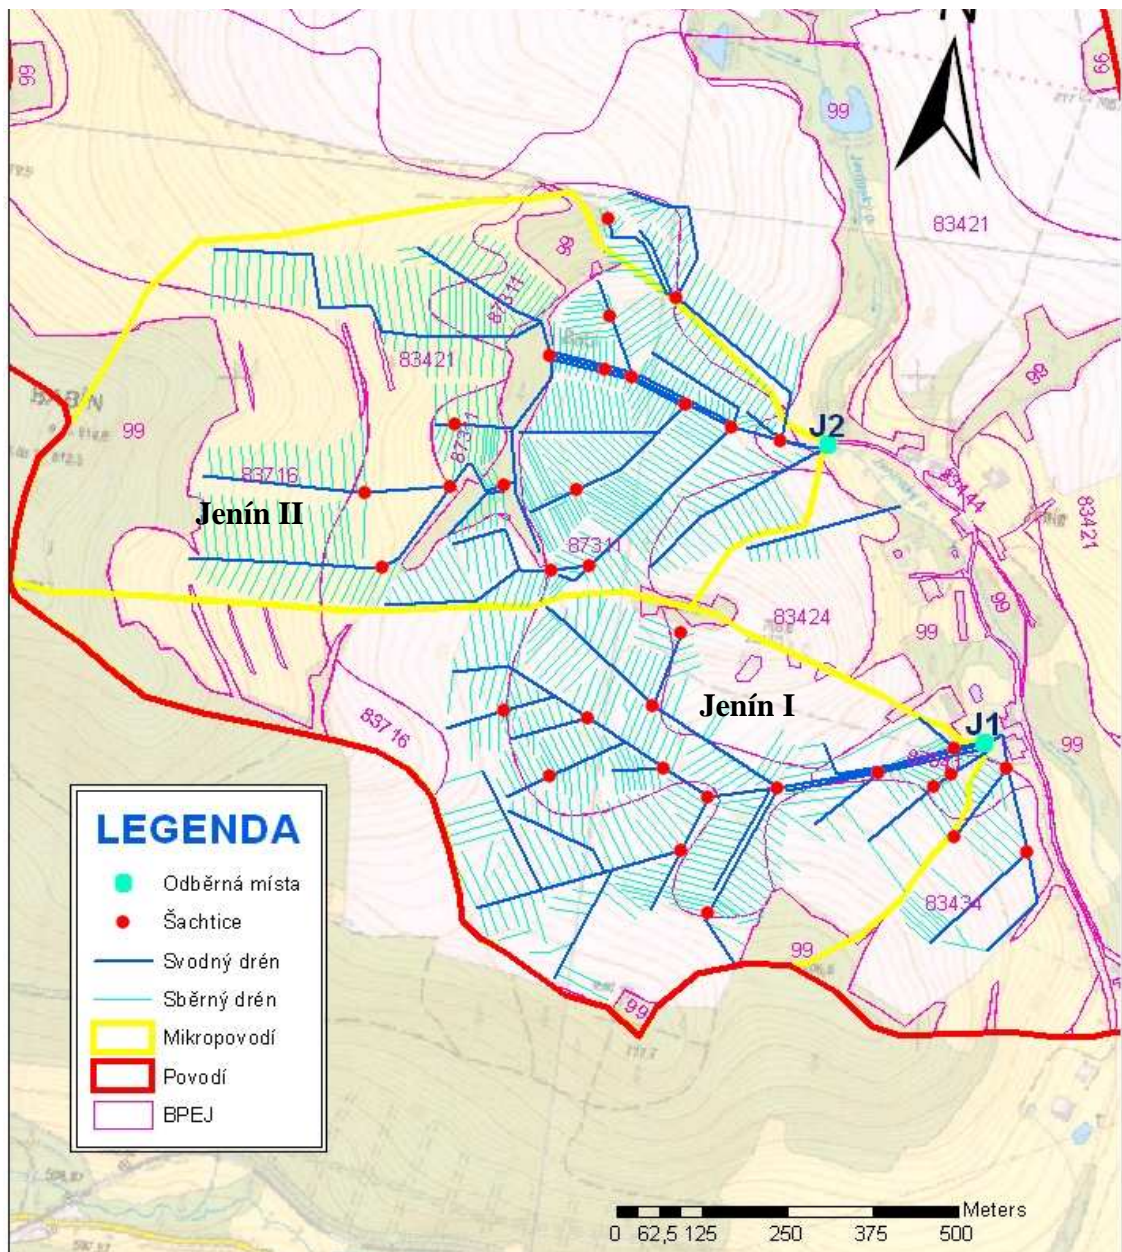 N
99
99
99
83421
99
87311
83421
BABÍN
99
99
87311
J2
83716
83444
83421
Jenín II
87311
99
83424
99
Jenín I
83716
J1
99
LEGENDA
Odběrná místa
Šachtice
Svodný drén
Sběrný drén
Mikropovodí
Povodí
BPEJ
83434
99
99
Meters
0 62,5 125 250 375 500